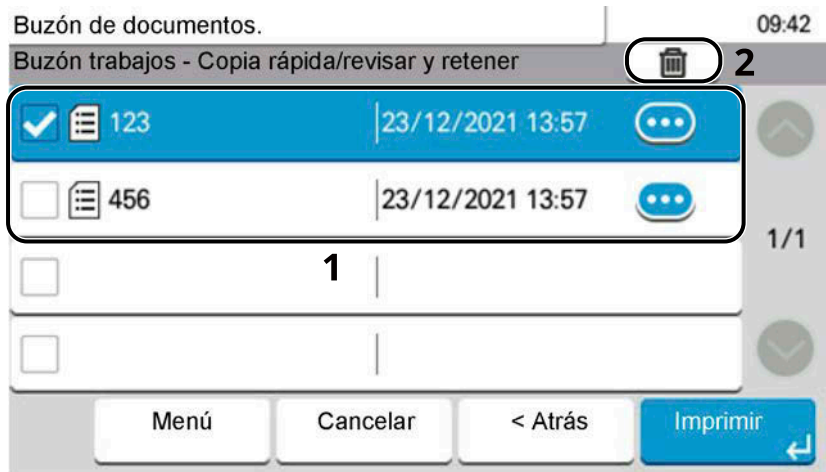 Buzón de documentos. 09:42
Buzón trabajos - Copia rápida/revisar y retener 2
123 23/12/2021 13:57
456 23/12/2021 13:57
1/1
1
Menú Cancelar < Atrás Imprimir